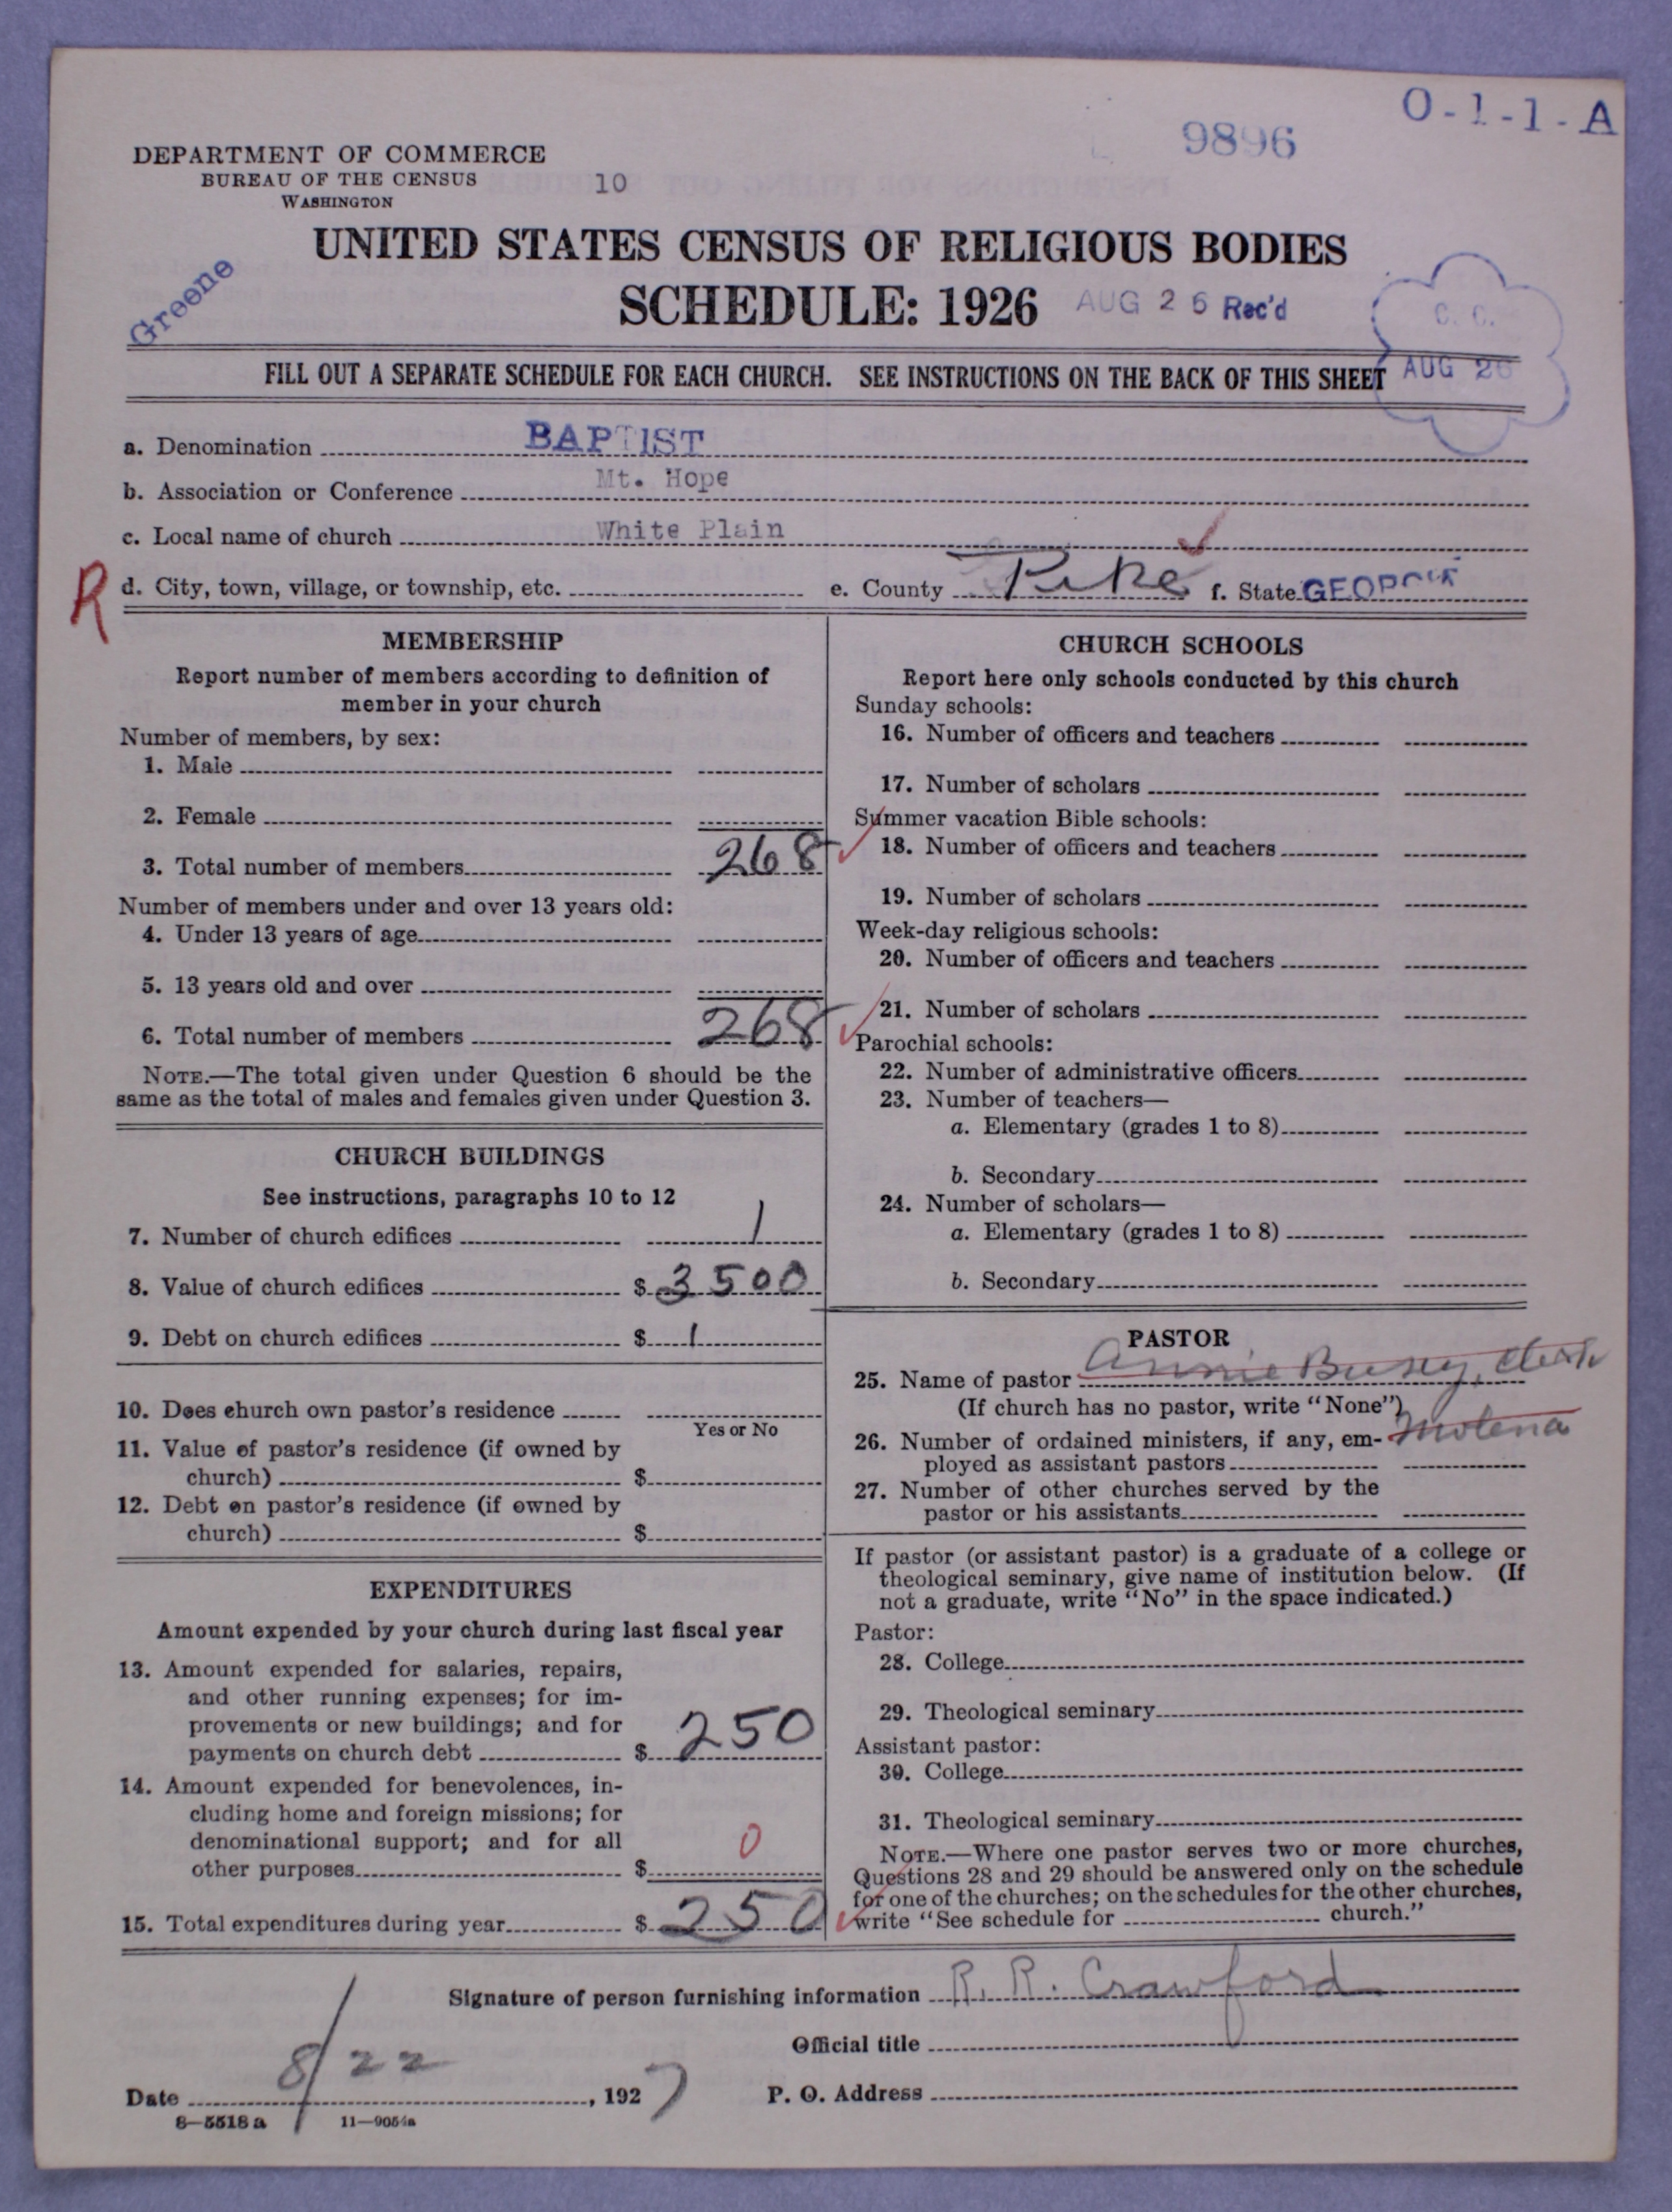 O-1-1-A
9896
DEPARTMENT OF COMMERCE
BUREAU OF THE CENSUS
WASHINGTON
10
UNITED STATES CENSUS OF RELIGIOUS BODIES
Greene
SCHEDULE: 1926
AUG 26 Rec'd
C. C.
AUG 26
FILL OUT A SEPARATE SCHEDULE FOR EACH CHURCH. SEE INSTRUCTIONS ON THE BACK OF THIS SHEET
a. Denomination BAPTIST
b. Association or Conference Mt. Hope
c. Local name of church White Plain
R d. City, town, village, or township, etc. e. County Pike f. State GEORGIA
MEMBERSHIP
Report number of members according to definition of
member in your church
Number of members, by sex:
1. Male
2. Female
3. Total number of members 268
Number of members under and over 13 years old:
4. Under 13 years of age
5. 13 years old and over
6. Total number of members 268
NOTE.—The total given under Question 6 should be the
same as the total of males and females given under Question 3.
CHURCH BUILDINGS
See instructions, paragraphs 10 to 12
7. Number of church edifices 1
8. Value of church edifices $ 3500
9. Debt on church edifices $ 1
10. Does church own pastor's residence
Yes or No
11. Value of pastor's residence (if owned by
church) $
12. Debt on pastor's residence (if owned by
church) $
EXPENDITURES
Amount expended by your church during last fiscal year
13. Amount expended for salaries, repairs,
and other running expenses; for im-
provements or new buildings; and for
payments on church debt $ 250
14. Amount expended for benevolences, in-
cluding home and foreign missions; for
denominational support; and for all
other purposes $ 0
15. Total expenditures during year $ 250
CHURCH SCHOOLS
Report here only schools conducted by this church
Sunday schools:
16. Number of officers and teachers
17. Number of scholars
Summer vacation Bible schools:
18. Number of officers and teachers
19. Number of scholars
Week-day religious schools:
20. Number of officers and teachers
21. Number of scholars
Parochial schools:
22. Number of administrative officers
23. Number of teachers—
a. Elementary (grades 1 to 8)
b. Secondary
24. Number of scholars—
a. Elementary (grades 1 to 8)
b. Secondary
PASTOR
25. Name of pastor Annie Busey, Clerk
(If church has no pastor, write "None")
26. Number of ordained ministers, if any, em- Molena
ployed as assistant pastors
27. Number of other churches served by the
pastor or his assistants
If pastor (or assistant pastor) is a graduate of a college or
theological seminary, give name of institution below. (If
not a graduate, write "No" in the space indicated.)
Pastor:
28. College
29. Theological seminary
Assistant pastor:
30. College
31. Theological seminary
NOTE.—Where one pastor serves two or more churches,
Questions 28 and 29 should be answered only on the schedule
for one of the churches; on the schedules for the other churches,
write "See schedule for church."
Signature of person furnishing information R. R. Crawford
Official title
Date 8/22, 1927 P. O. Address
8—5518 a 11—9054a